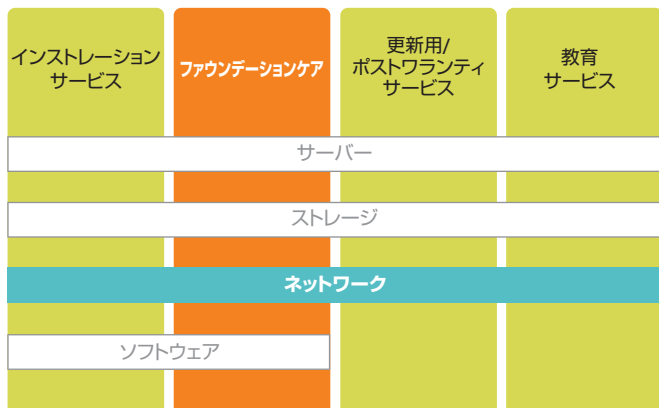 インストレーション
サービス
ファウンデーションケア
更新用/
ポストワランティ
サービス
教育
サービス
サーバー
ストレージ
ネットワーク
ソフトウェア